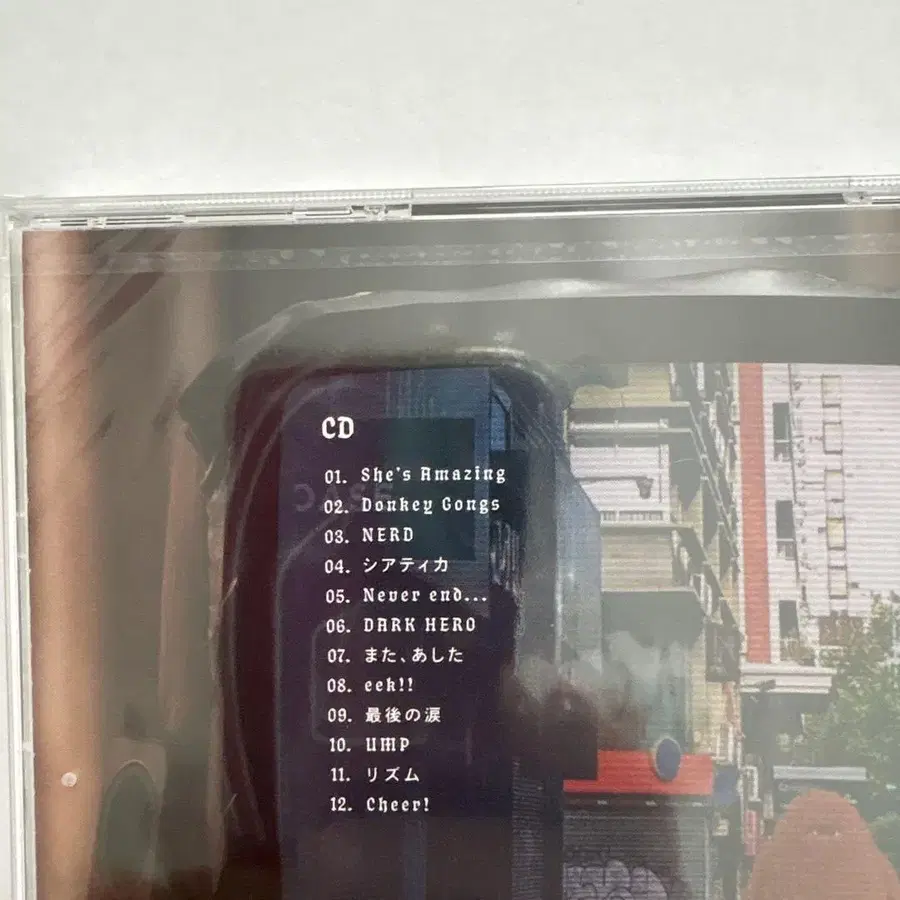 CD
01. She's Amazing
02. Donkey Gongs
03. NERD
04. シアティカ
05. Never end...
06. DARK HERO
07. また、あした
08. eek!!
09. 最後の涙
10. UMP
11. リズム
12. Cheer!